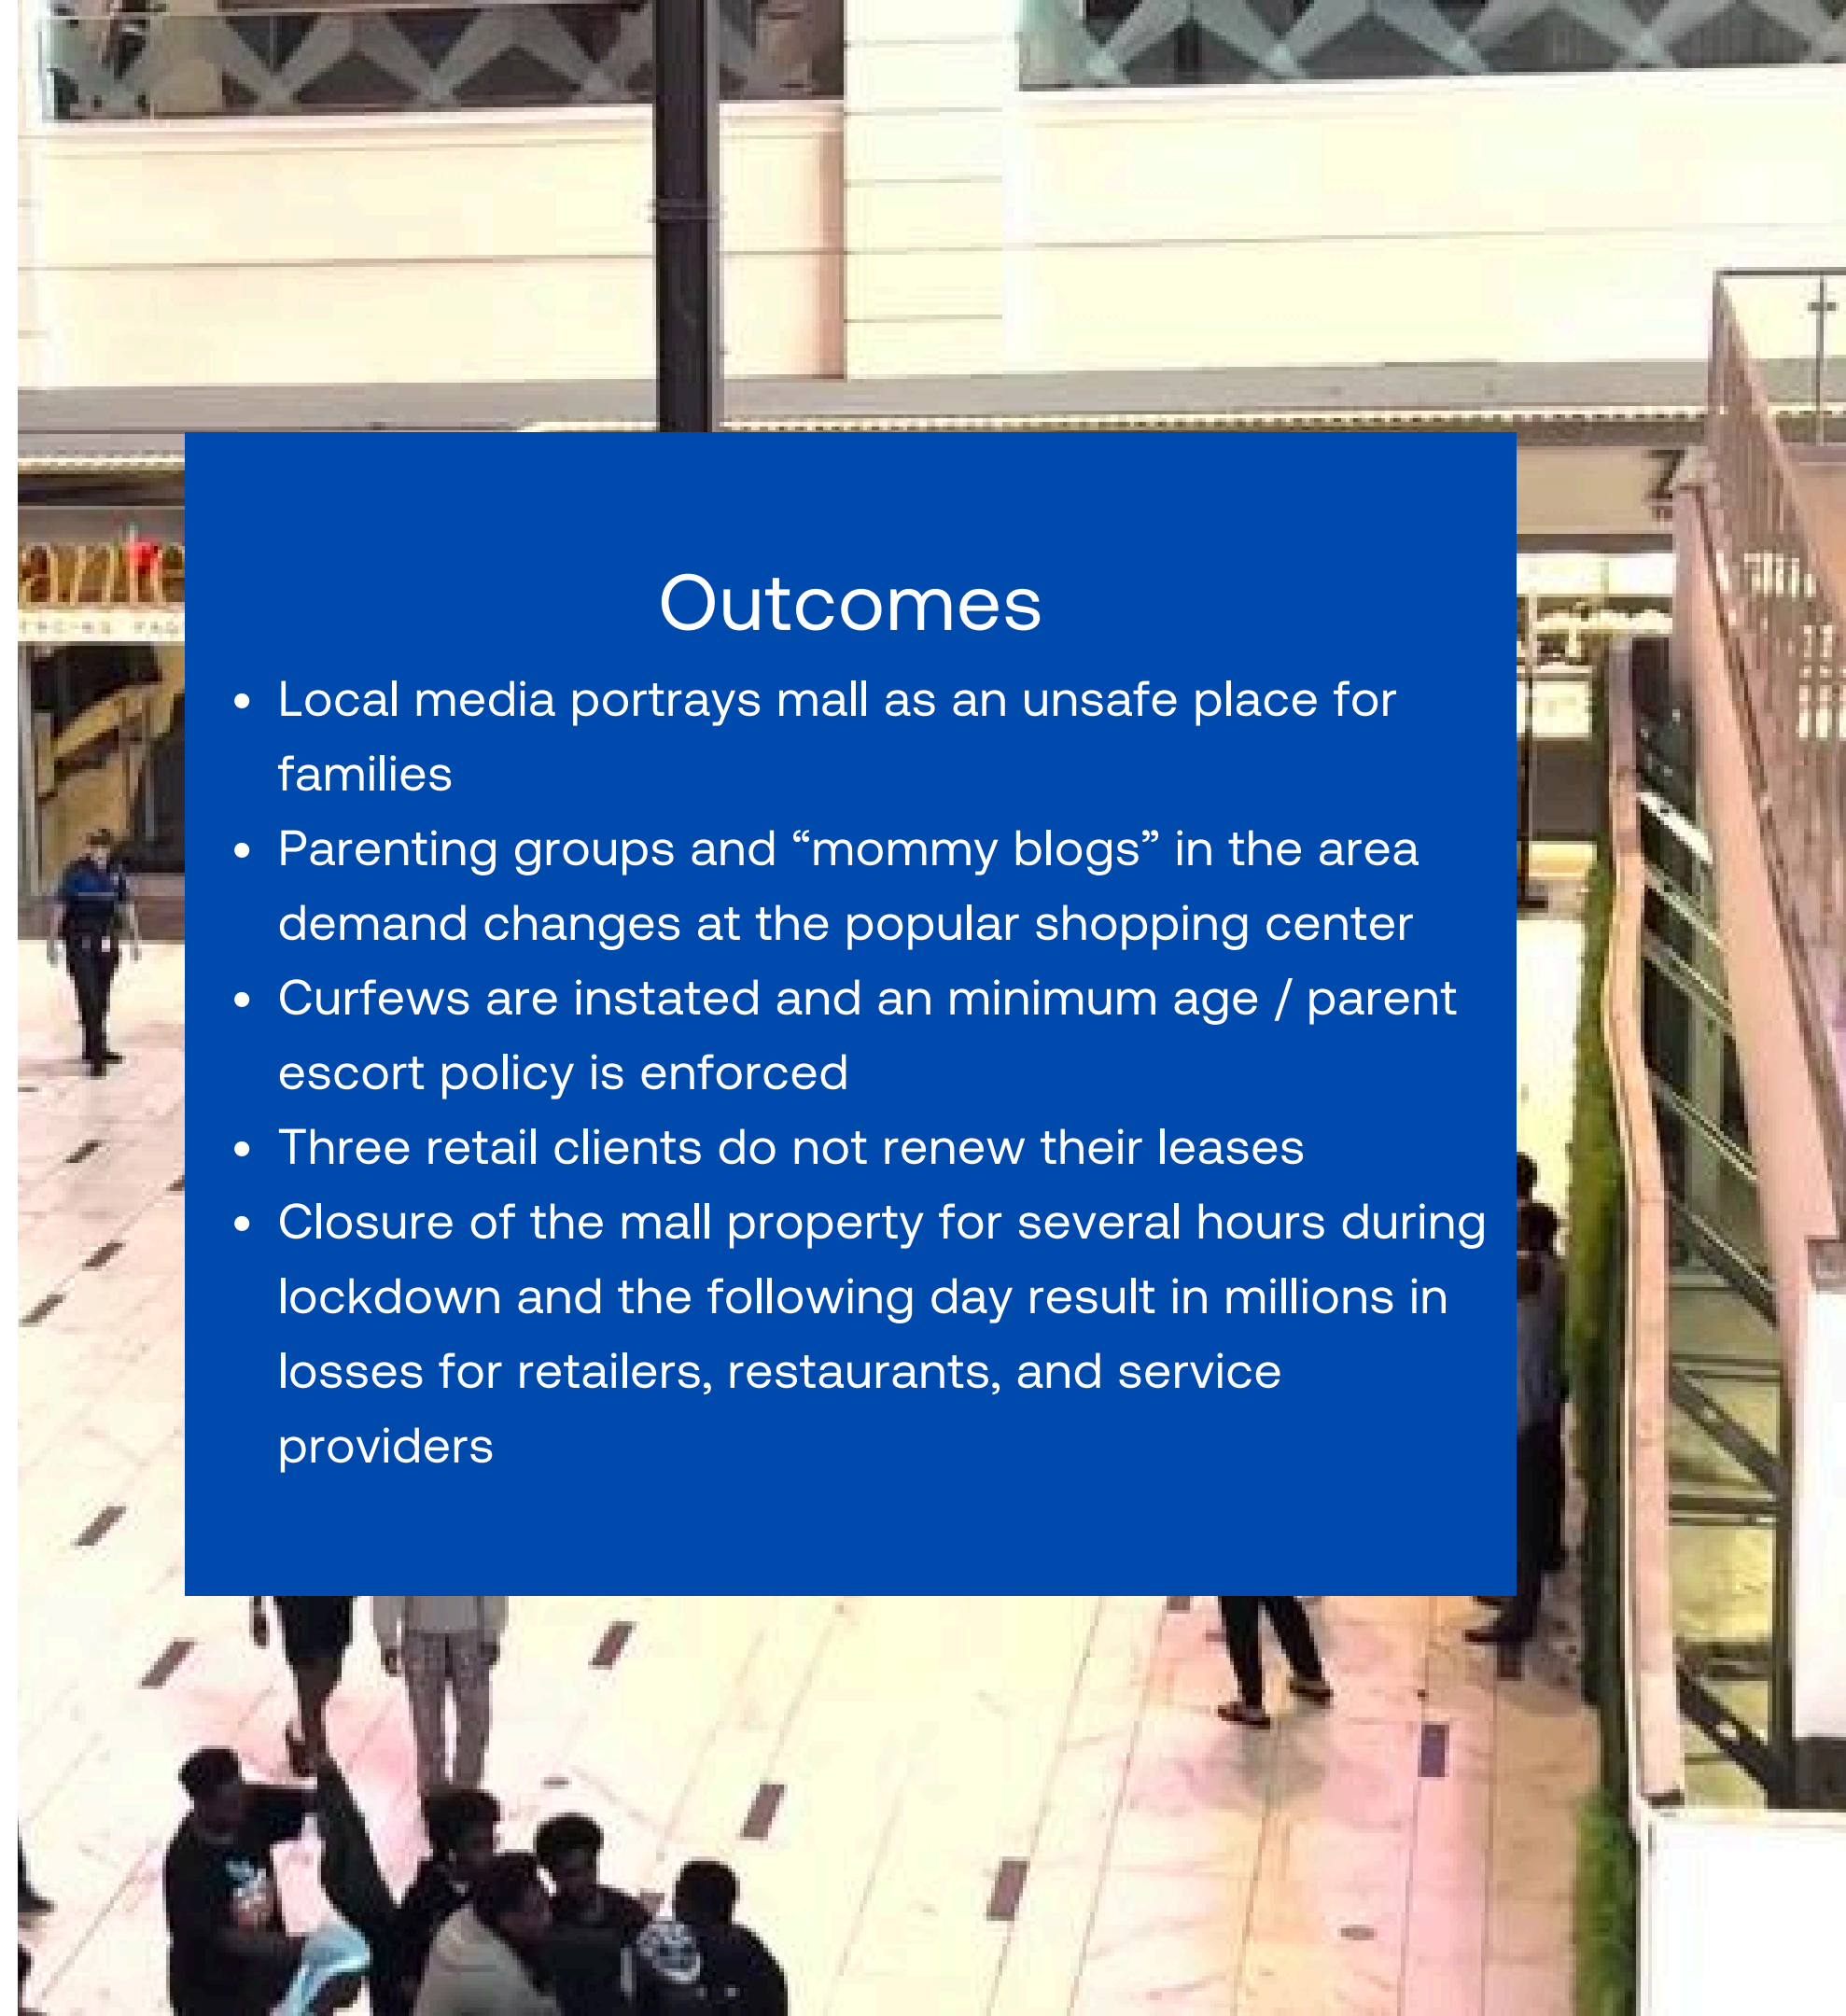 Outcomes
• Local media portrays mall as an unsafe place for
families
• Parenting groups and “mommy blogs” in the area
demand changes at the popular shopping center
• Curfews are instated and an minimum age / parent
escort policy is enforced
• Three retail clients do not renew their leases
• Closure of the mall property for several hours during
lockdown and the following day result in millions in
losses for retailers, restaurants, and service
providers